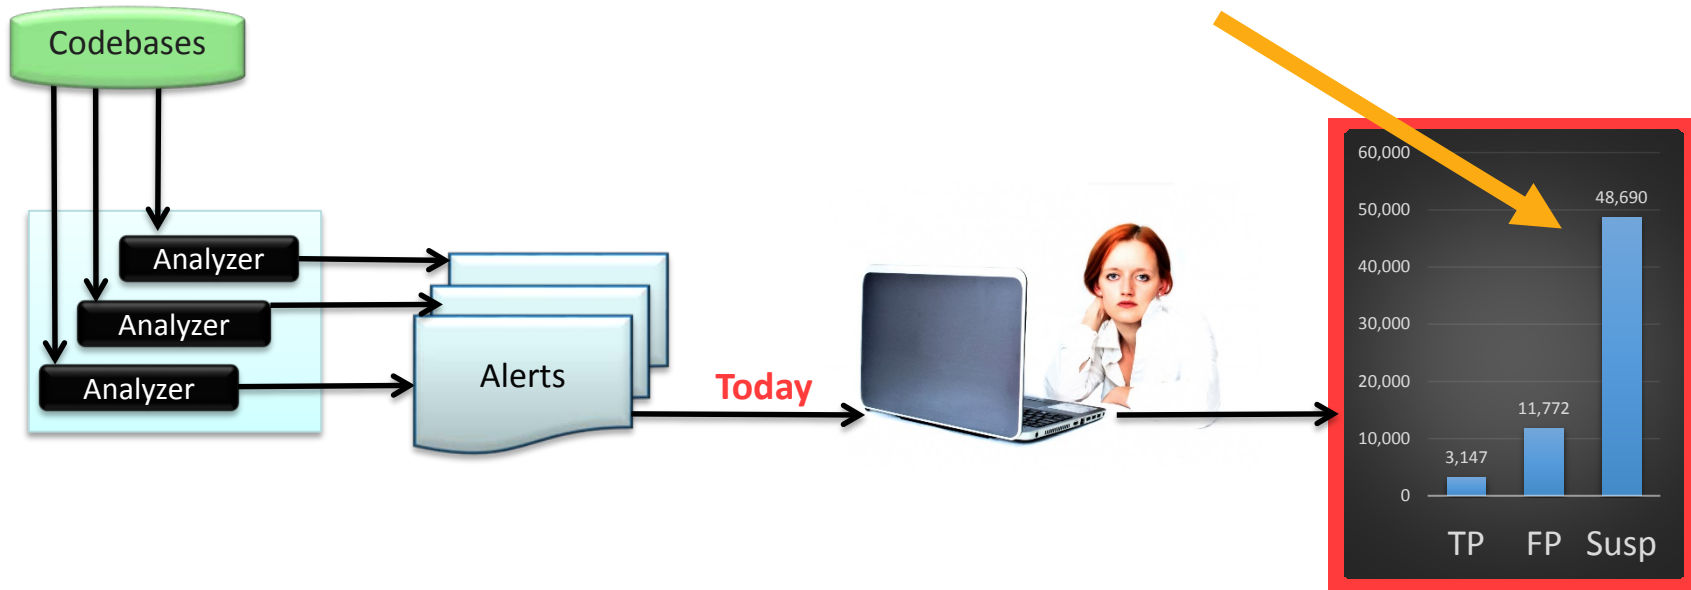 Codebases
Analyzer
Analyzer
Analyzer
Alerts
Today
60,000
50,000
40,000
30,000
20,000
10,000
0
48,690
11,772
3,147
TP FP Susp